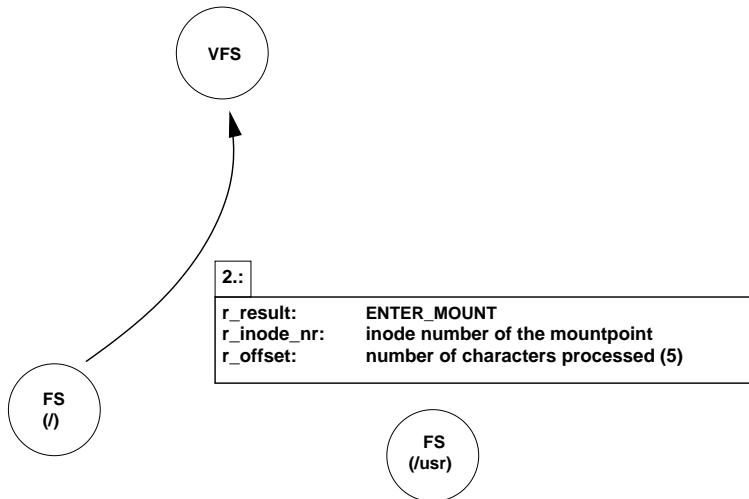 VFS
2.:
r_result: ENTER_MOUNT
r_inode_nr: inode number of the mountpoint
r_offset: number of characters processed (5)
FS
(/)
FS
(/usr)